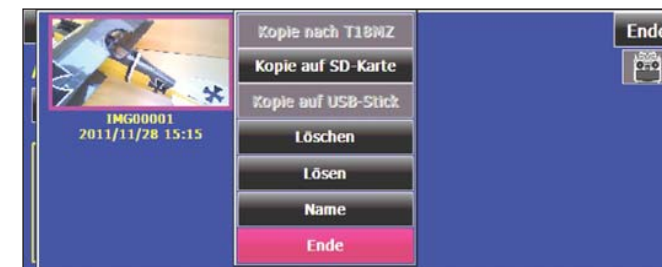 Kopie nach T18MZ
Ende
Kopie auf SD-Karte
Kopie auf USB-Stick
IMG00001
2011/11/28 15:15
Löschen
Lösen
Name
Ende